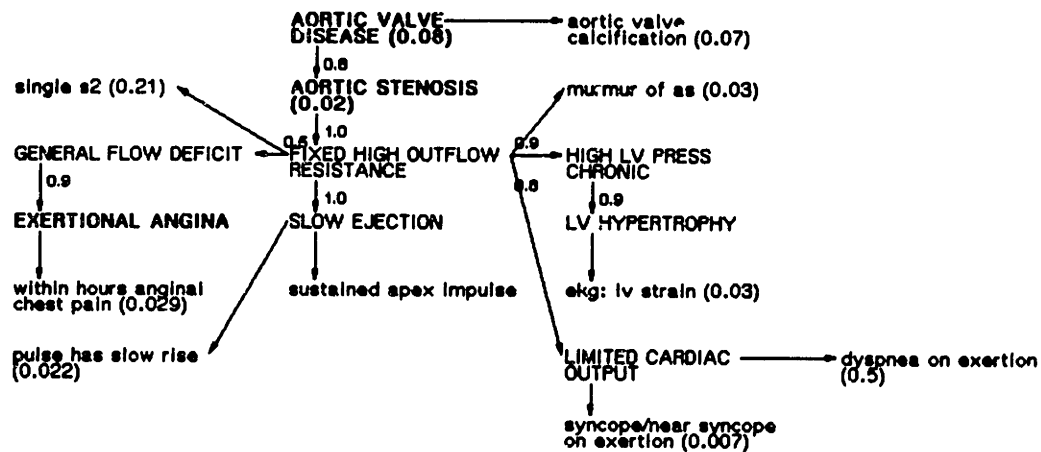 AORTIC VALVE
DISEASE (0.08)
aortic valve
calcification (0.07)
0.8
single s2 (0.21)
AORTIC STENOSIS
(0.02)
murmur of as (0.03)
1.0
GENERAL FLOW DEFICIT
0.5
FIXED HIGH OUTFLOW
RESISTANCE
0.9
HIGH LV PRESS
CHRONIC
0.9
1.0
0.8
0.9
EXERTIONAL ANGINA
SLOW EJECTION
LV HYPERTROPHY
within hours anginal
chest pain (0.029)
sustained apex impulse
ekg: lv strain (0.03)
pulse has slow rise
(0.022)
LIMITED CARDIAC
OUTPUT
dyspnea on exertion
(0.5)
syncope/near syncope
on exertion (0.007)